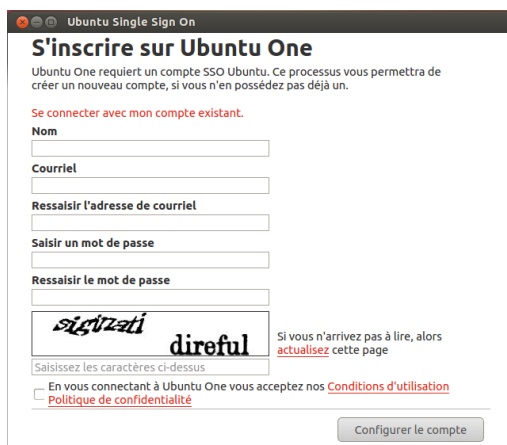 Ubuntu Single Sign On
S'inscrire sur Ubuntu One
Ubuntu One requiert un compte SSO Ubuntu. Ce processus vous permettra de
créer un nouveau compte, si vous n'en possédez pas déjà un.
Se connecter avec mon compte existant.
Nom
Courriel
Ressaisir l'adresse de courriel
Saisir un mot de passe
Ressaisir le mot de passe
direful
Si vous n'arrivez pas à lire, alors
actualisez cette page
Saisissez les caractères ci-dessus
En vous connectant à Ubuntu One vous acceptez nos Conditions d'utilisation
Politique de confidentialité
Configurer le compte